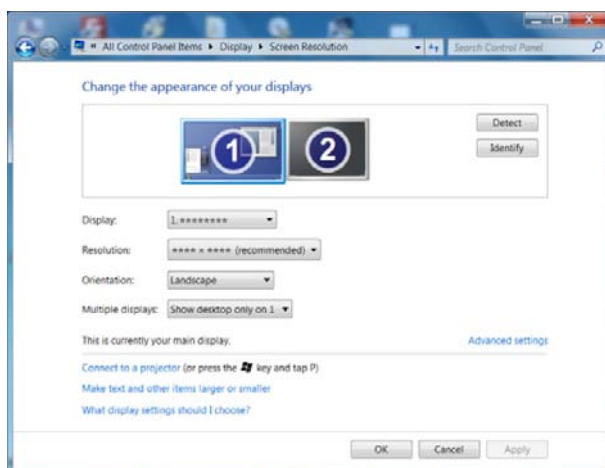 « All Control Panel Items ▸ Display ▸ Screen Resolution
Search Control Panel
Change the appearance of your displays
1
2
Detect
Identify
Display: 1. ********
Resolution: **** × **** (recommended)
Orientation: Landscape
Multiple displays: Show desktop only on 1
This is currently your main display.
Advanced settings
Connect to a projector (or press the key and tap P)
Make text and other items larger or smaller
What display settings should I choose?
OK
Cancel
Apply